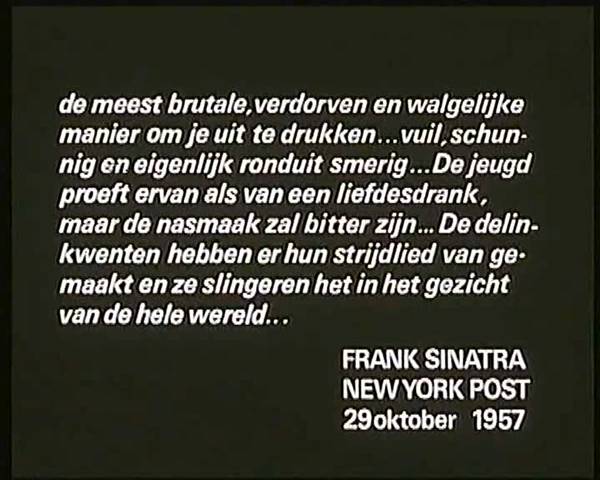 de meest brutale, verdorven en walgelijke
manier om je uit te drukken...vuil, schun-
nig en eigenlijk ronduit smerig...De jeugd
proeft ervan als van een liefdesdrank,
maar de nasmaak zal bitter zijn...De delin-
kwenten hebben er hun strijdlied van ge-
maakt en ze slingeren het in het gezicht
van de hele wereld...
FRANK SINATRA
NEW YORK POST
29 oktober 1957